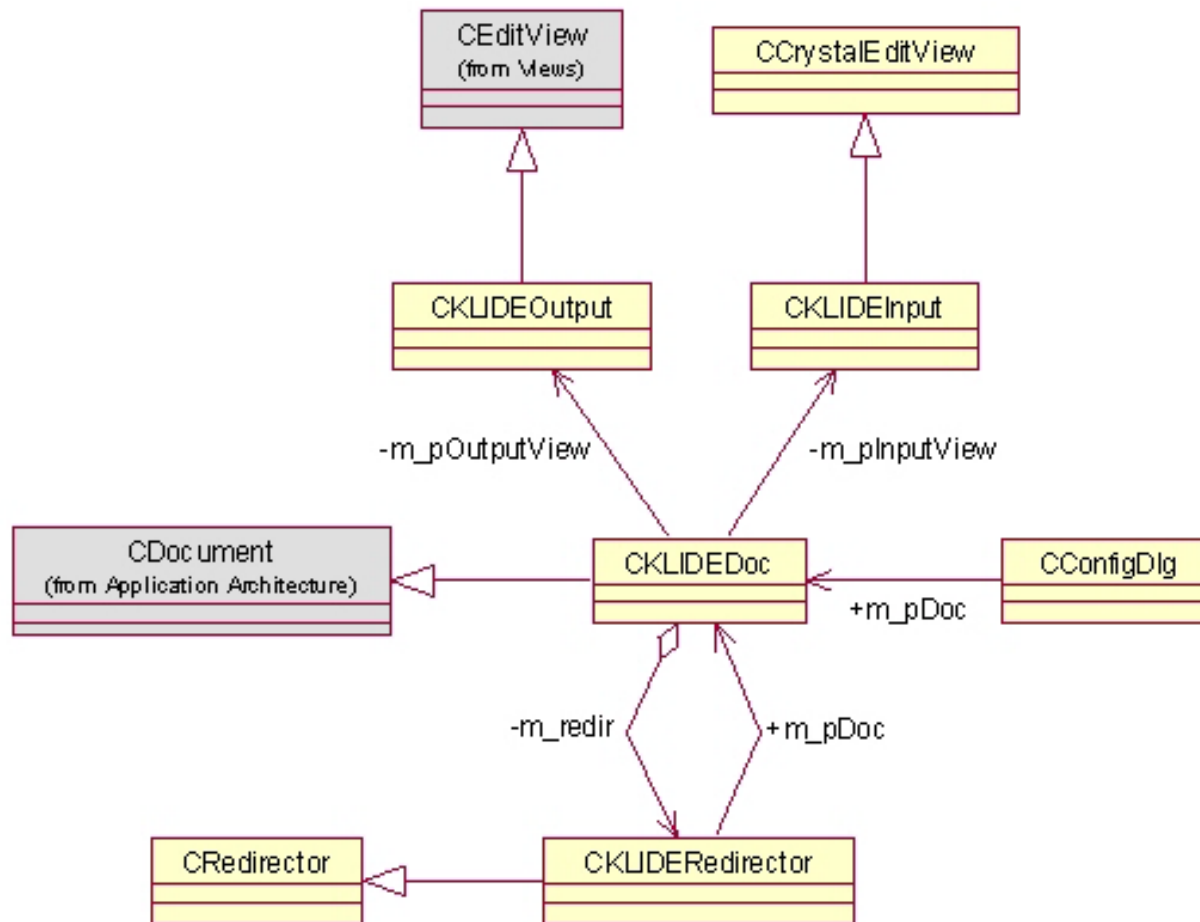 CEditView
(from Views)
CCrystalEditView
CKLIDEOutput
CKLIDEInput
-m_pOutputView
-m_pInputView
CDocument
(from Application Architecture)
CKLIDEDoc
CConfigDlg
+m_pDoc
-m_redir
+m_pDoc
CRedirector
CKLIDERedirector